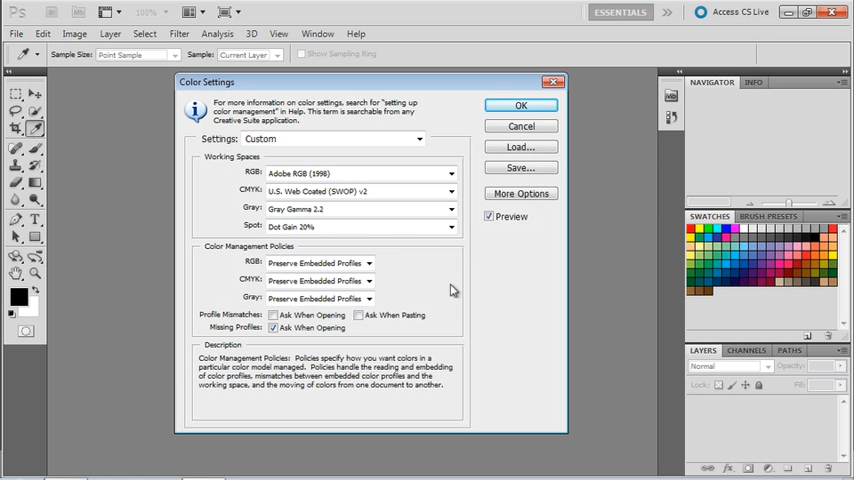 Ps Br Mb 100% ESSENTIALS >> Access CS Live
File Edit Image Layer Select Filter Analysis 3D View Window Help
Sample Size: Point Sample Sample: Current Layer Show Sampling Ring
Color Settings
For more information on color settings, search for "setting up
color management" in Help. This term is searchable from any
Creative Suite application.
Settings: Custom
Working Spaces
RGB: Adobe RGB (1998)
CMYK: U.S. Web Coated (SWOP) v2
Gray: Gray Gamma 2.2
Spot: Dot Gain 20%
Color Management Policies
RGB: Preserve Embedded Profiles
CMYK: Preserve Embedded Profiles
Gray: Preserve Embedded Profiles
Profile Mismatches: Ask When Opening Ask When Pasting
Missing Profiles: Ask When Opening
Description
Color Management Policies: Policies specify how you want colors in a
particular color model managed. Policies handle the reading and embedding
of color profiles, mismatches between embedded color profiles and the
working space, and the moving of colors from one document to another.
OK
Cancel
Load...
Save...
More Options
Preview
NAVIGATOR INFO
SWATCHES BRUSH PRESETS
LAYERS CHANNELS PATHS
Normal Opacity:
Lock: Fill: